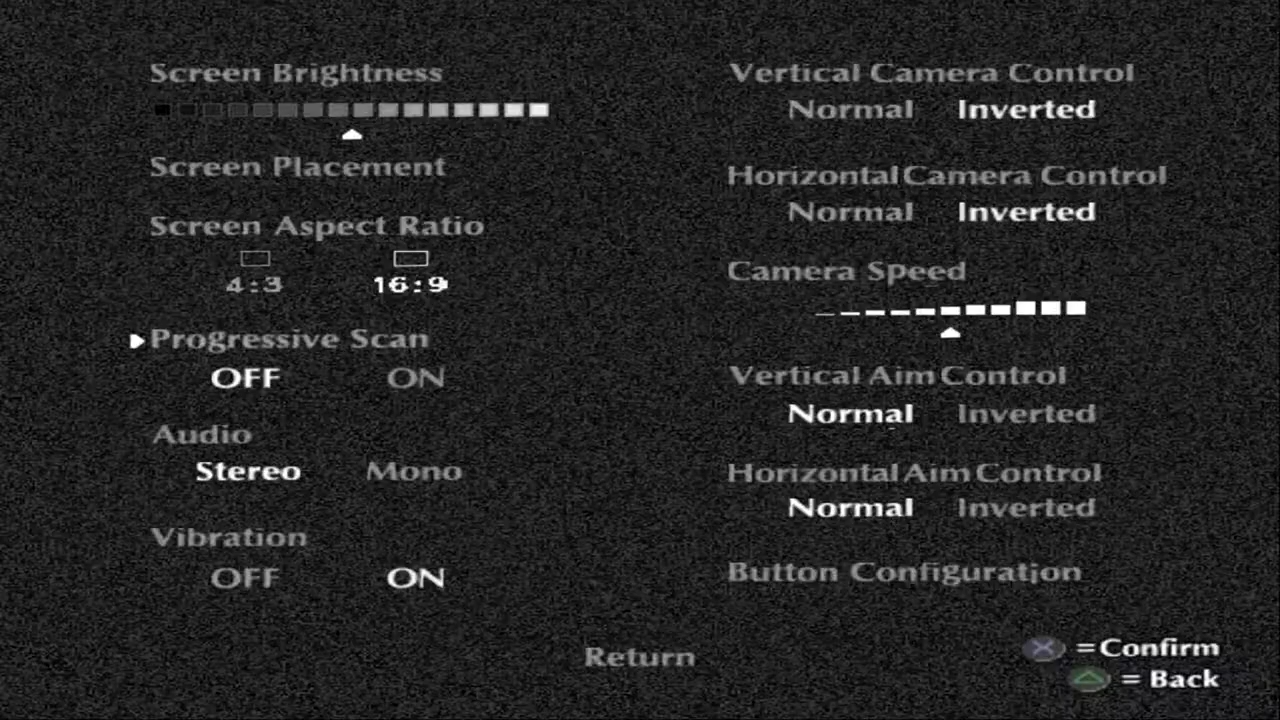 Screen Brightness
Screen Placement
Screen Aspect Ratio
4:3 16:9
Progressive Scan
OFF ON
Audio
Stereo Mono
Vibration
OFF ON
Vertical Camera Control
Normal Inverted
Horizontal Camera Control
Normal Inverted
Camera Speed
Vertical Aim Control
Normal Inverted
Horizontal Aim Control
Normal Inverted
Button Configuration
Return
=Confirm
= Back